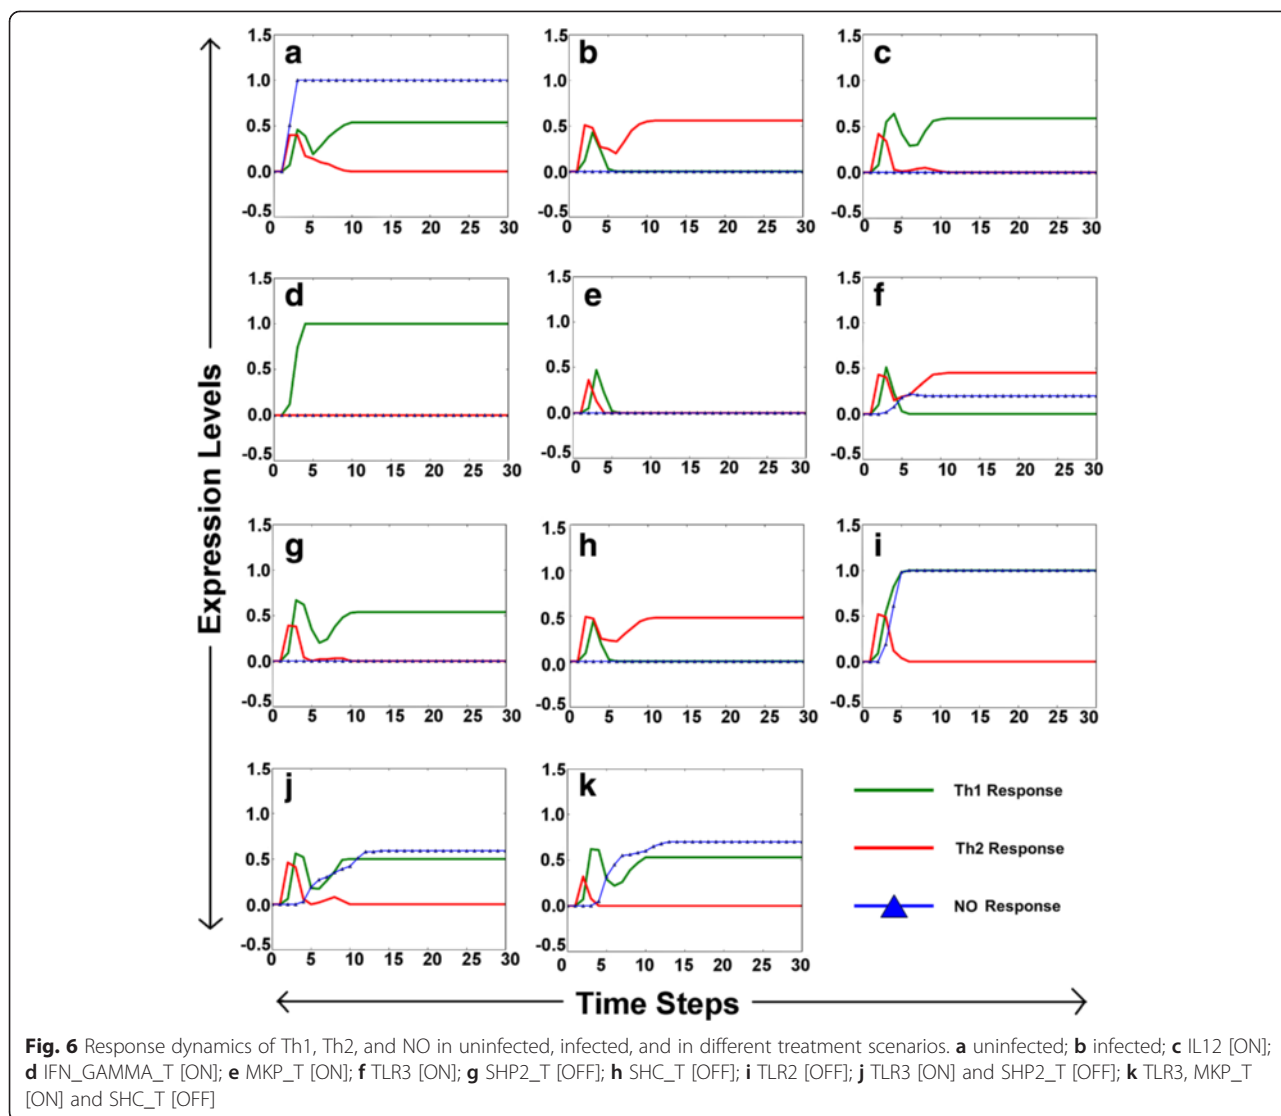 a
b
c
1.5
1.0
0.5
0.0
-0.5
0 5 10 15 20 25 30
1.5
1.0
0.5
0.0
-0.5
0 5 10 15 20 25 30
1.5
1.0
0.5
0.0
-0.5
0 5 10 15 20 25 30
d
e
f
1.5
1.0
0.5
0.0
-0.5
0 5 10 15 20 25 30
1.5
1.0
0.5
0.0
-0.5
0 5 10 15 20 25 30
1.5
1.0
0.5
0.0
-0.5
0 5 10 15 20 25 30
Expression Levels
g
h
i
1.5
1.0
0.5
0.0
-0.5
0 5 10 15 20 25 30
1.5
1.0
0.5
0.0
-0.5
0 5 10 15 20 25 30
1.5
1.0
0.5
0.0
-0.5
0 5 10 15 20 25 30
j
k
1.5
1.0
0.5
0.0
-0.5
0 5 10 15 20 25 30
1.5
1.0
0.5
0.0
-0.5
0 5 10 15 20 25 30
Th1 Response
Th2 Response
NO Response
Time Steps
Fig. 6 Response dynamics of Th1, Th2, and NO in uninfected, infected, and in different treatment scenarios. a uninfected; b infected; c IL12 [ON];
d IFN_GAMMA_T [ON]; e MKP_T [ON]; f TLR3 [ON]; g SHP2_T [OFF]; h SHC_T [OFF]; i TLR2 [OFF]; j TLR3 [ON] and SHP2_T [OFF]; k TLR3, MKP_T
[ON] and SHC_T [OFF]